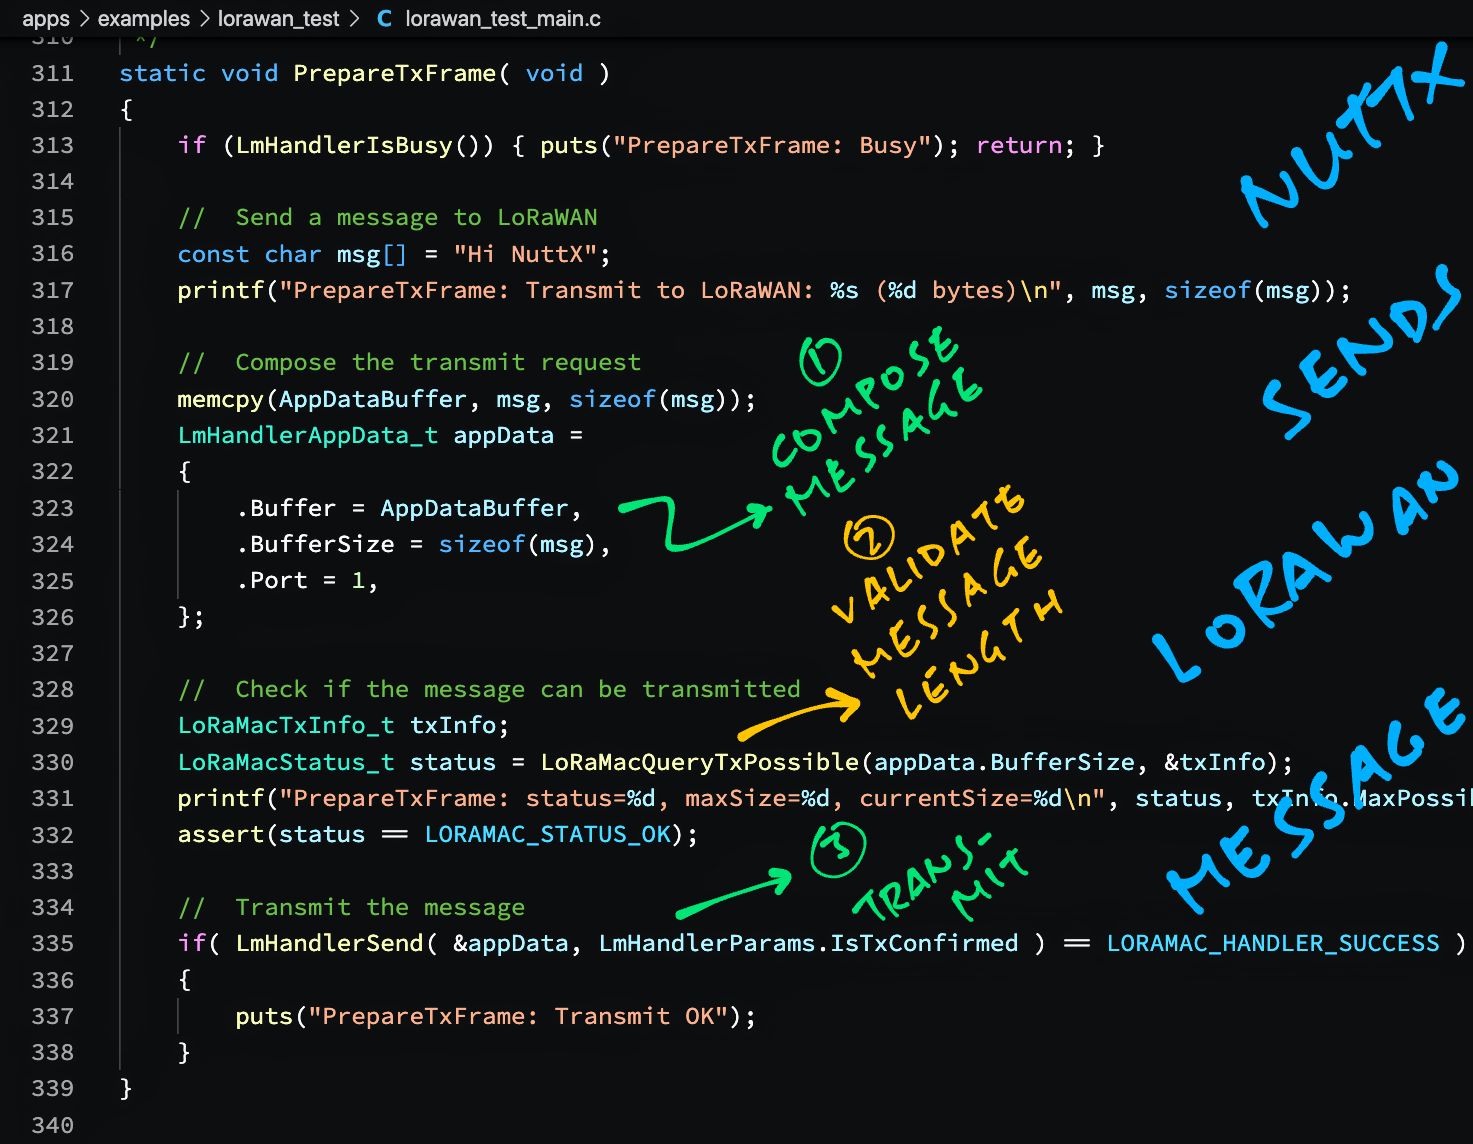 apps > examples > lorawan_test > C lorawan_test_main.c
310 */
311 static void PrepareTxFrame( void )
312 {
313     if (LmHandlerIsBusy()) { puts("PrepareTxFrame: Busy"); return; }
314
315     //  Send a message to LoRaWAN
316     const char msg[] = "Hi NuttX";
317     printf("PrepareTxFrame: Transmit to LoRaWAN: %s (%d bytes)\n", msg, sizeof(msg));
318
319     //  Compose the transmit request
320     memcpy(AppDataBuffer, msg, sizeof(msg));
321     LmHandlerAppData_t appData =
322     {
323         .Buffer = AppDataBuffer,
324         .BufferSize = sizeof(msg),
325         .Port = 1,
326     };
327
328     //  Check if the message can be transmitted
329     LoRaMacTxInfo_t txInfo;
330     LoRaMacStatus_t status = LoRaMacQueryTxPossible(appData.BufferSize, &txInfo);
331     printf("PrepareTxFrame: status=%d, maxSize=%d, currentSize=%d\n", status, txInfo.MaxPossi
332     assert(status == LORAMAC_STATUS_OK);
333
334     //  Transmit the message
335     if( LmHandlerSend( &appData, LmHandlerParams.IsTxConfirmed ) == LORAMAC_HANDLER_SUCCESS )
336     {
337         puts("PrepareTxFrame: Transmit OK");
338     }
339 }
340
1
COMPOSE
MESSAGE
2
VALIDATE
MESSAGE
LENGTH
3
TRANS-
MIT
NUTTX
SENDS
LORAWAN
MESSAGE